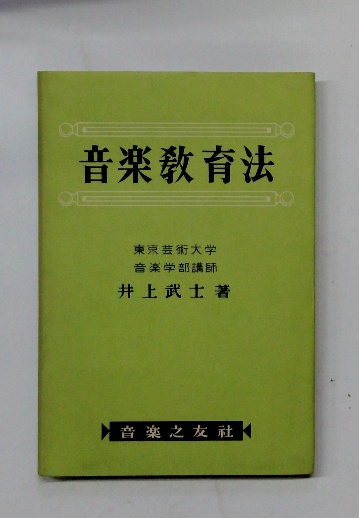 音楽教育法
東京芸術大学
音楽学部講師
井上武士著
音楽之友社